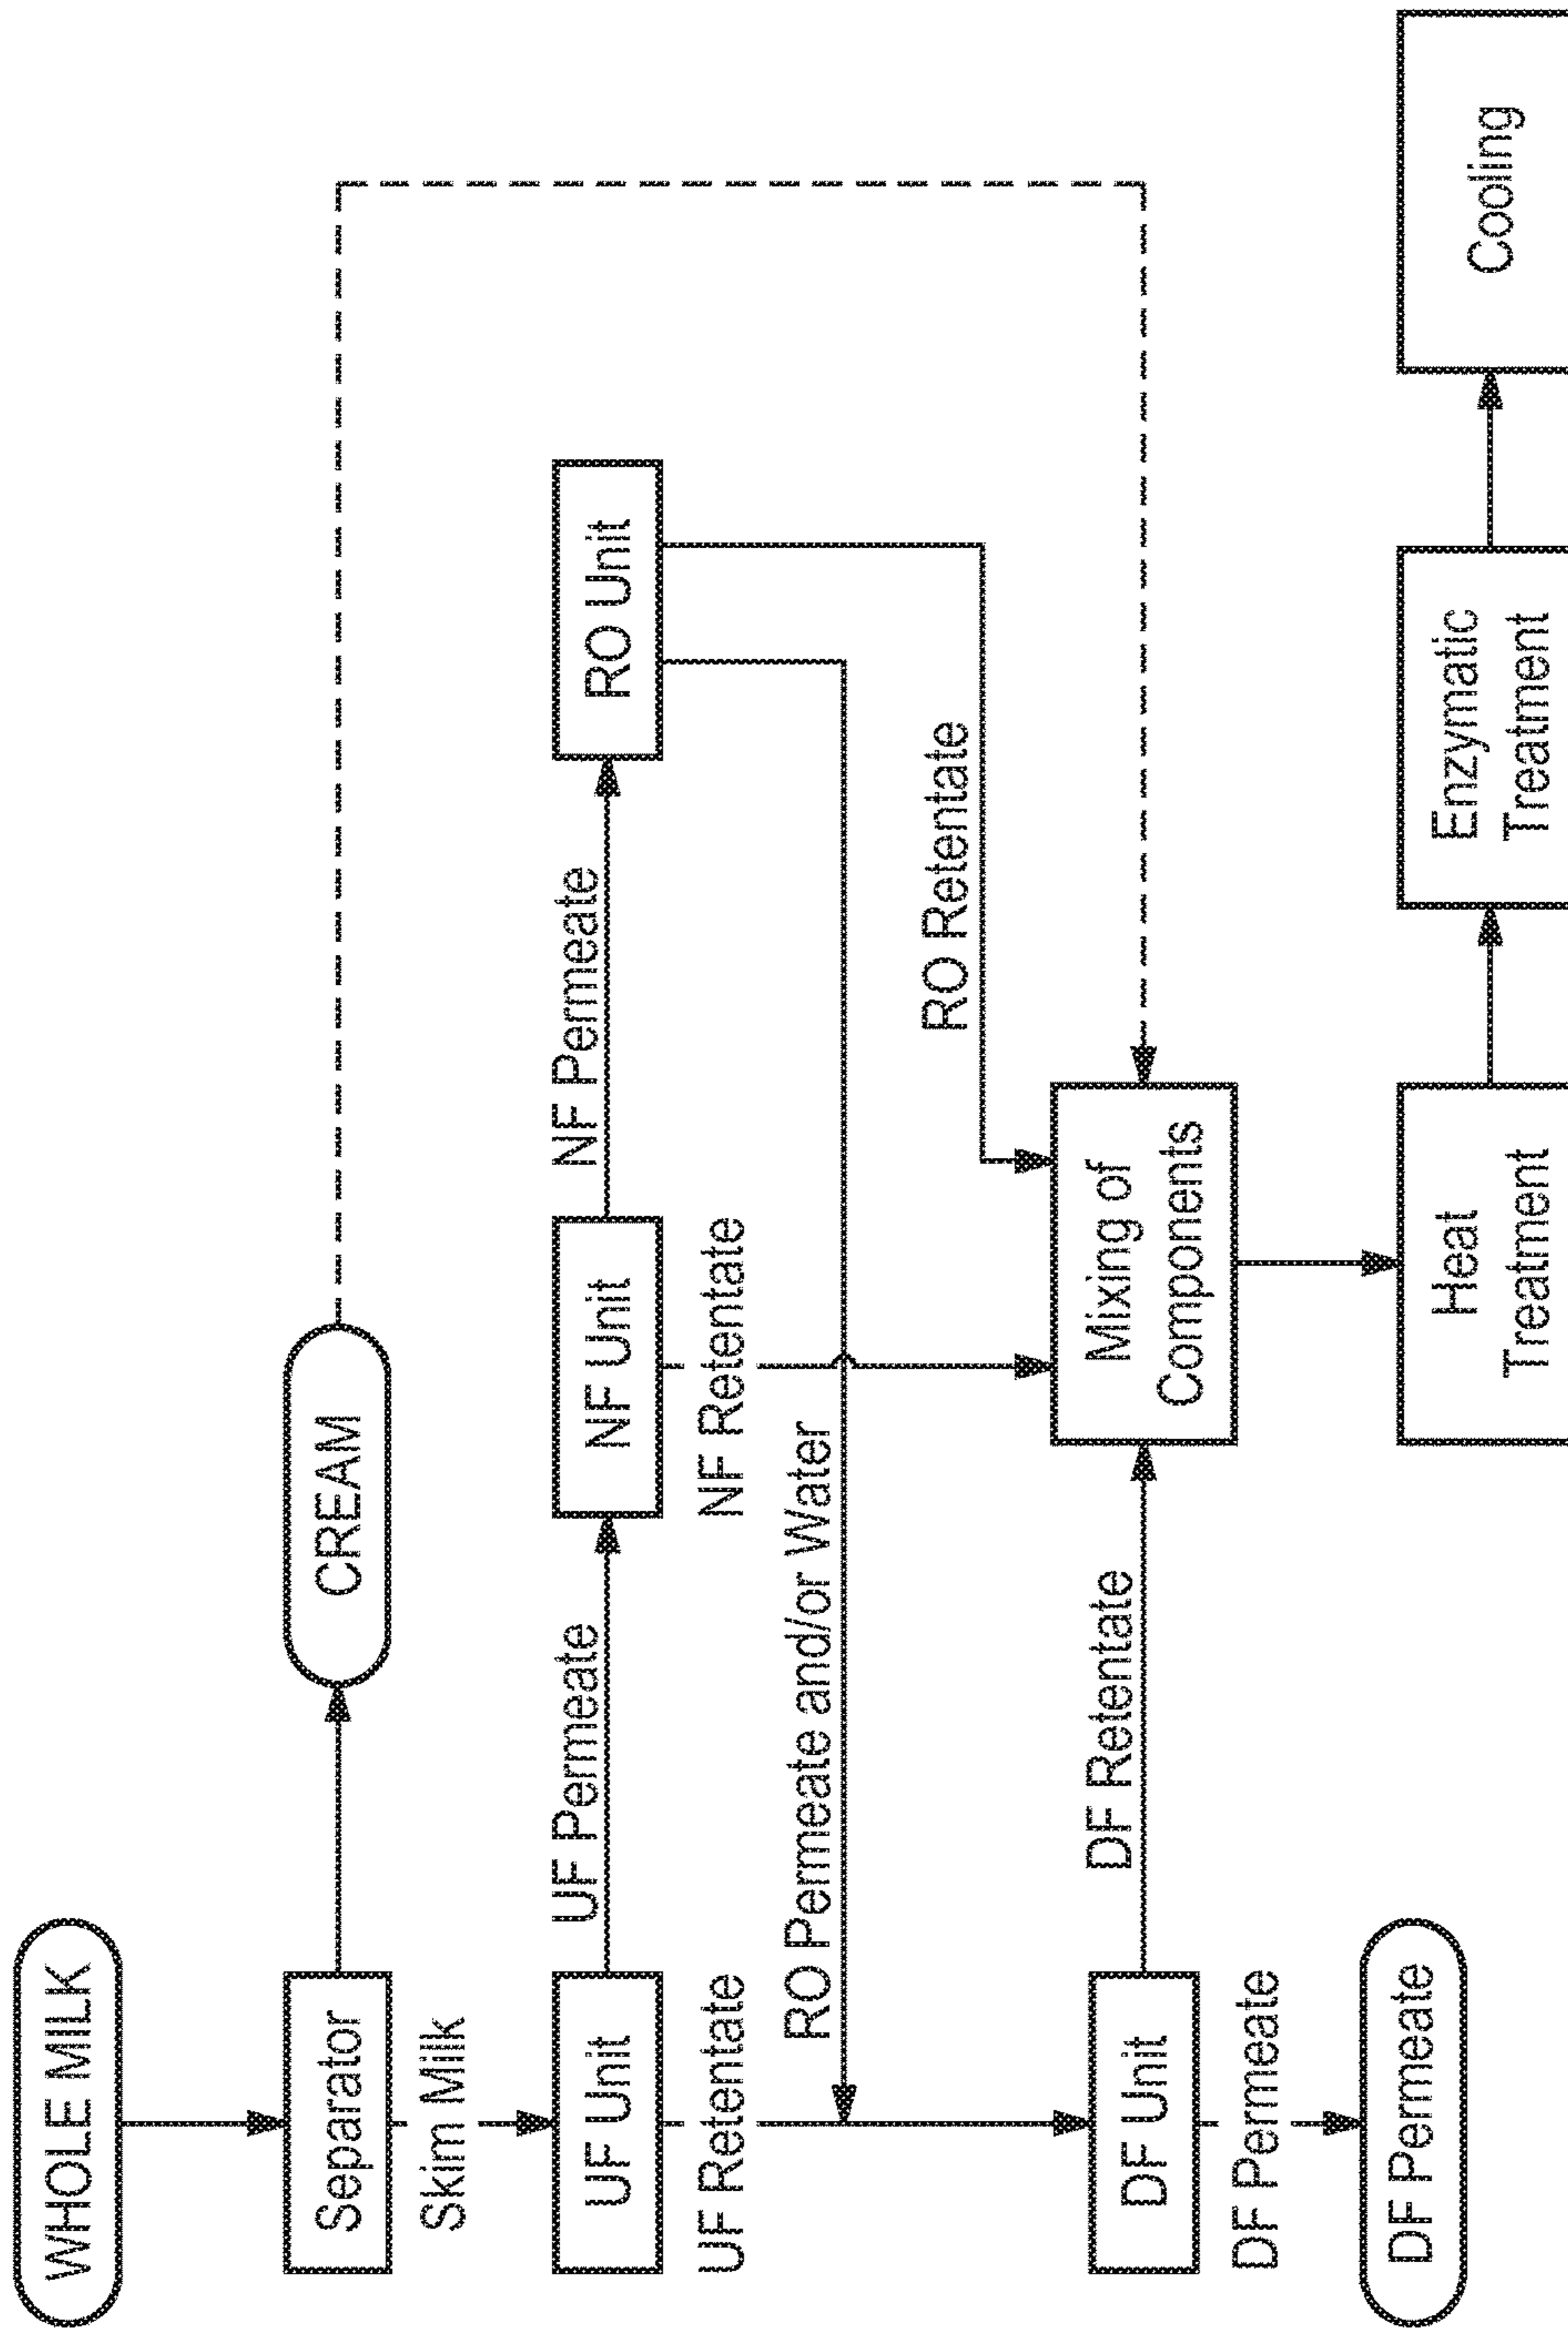 WHOLE MILK
Separator
CREAM
Skim Milk
UF Unit
UF Permeate
NF Unit
NF Permeate
RO Unit
UF Retentate
NF Retentate
RO Permeate and/or Water
RO Retentate
DF Unit
DF Retentate
Mixing of
Components
DF Permeate
DF Permeate
Heat
Treatment
Enzymatic
Treatment
Cooling